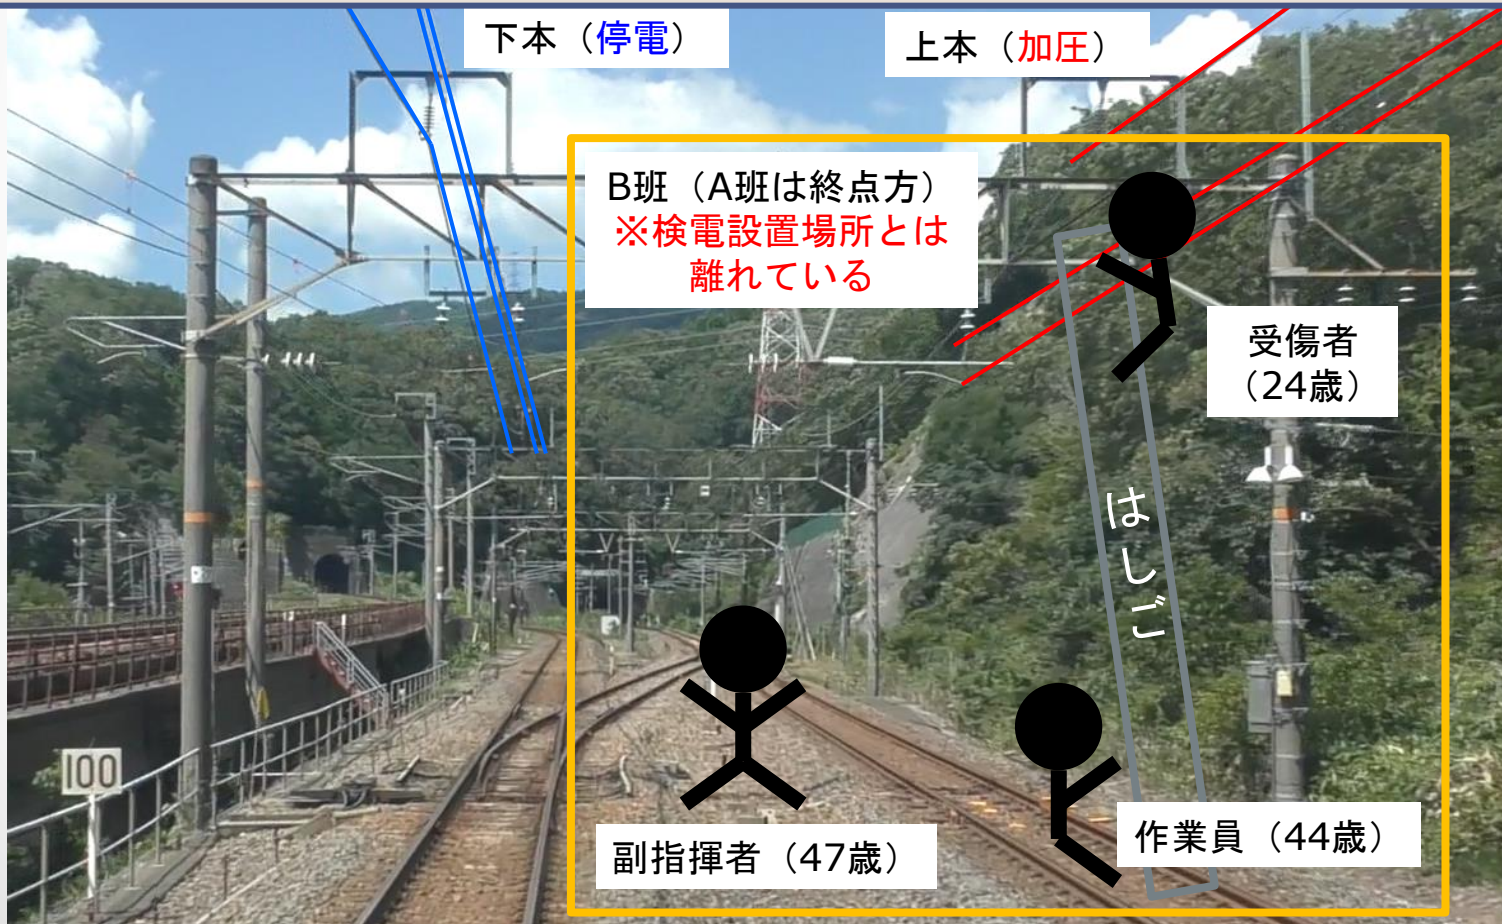 下本（停電）
上本（加圧）
B班（A班は終点方）
※検電設置場所とは
離れている
受傷者
（24歳）
はしご
100
副指揮者（47歳）
作業員（44歳）